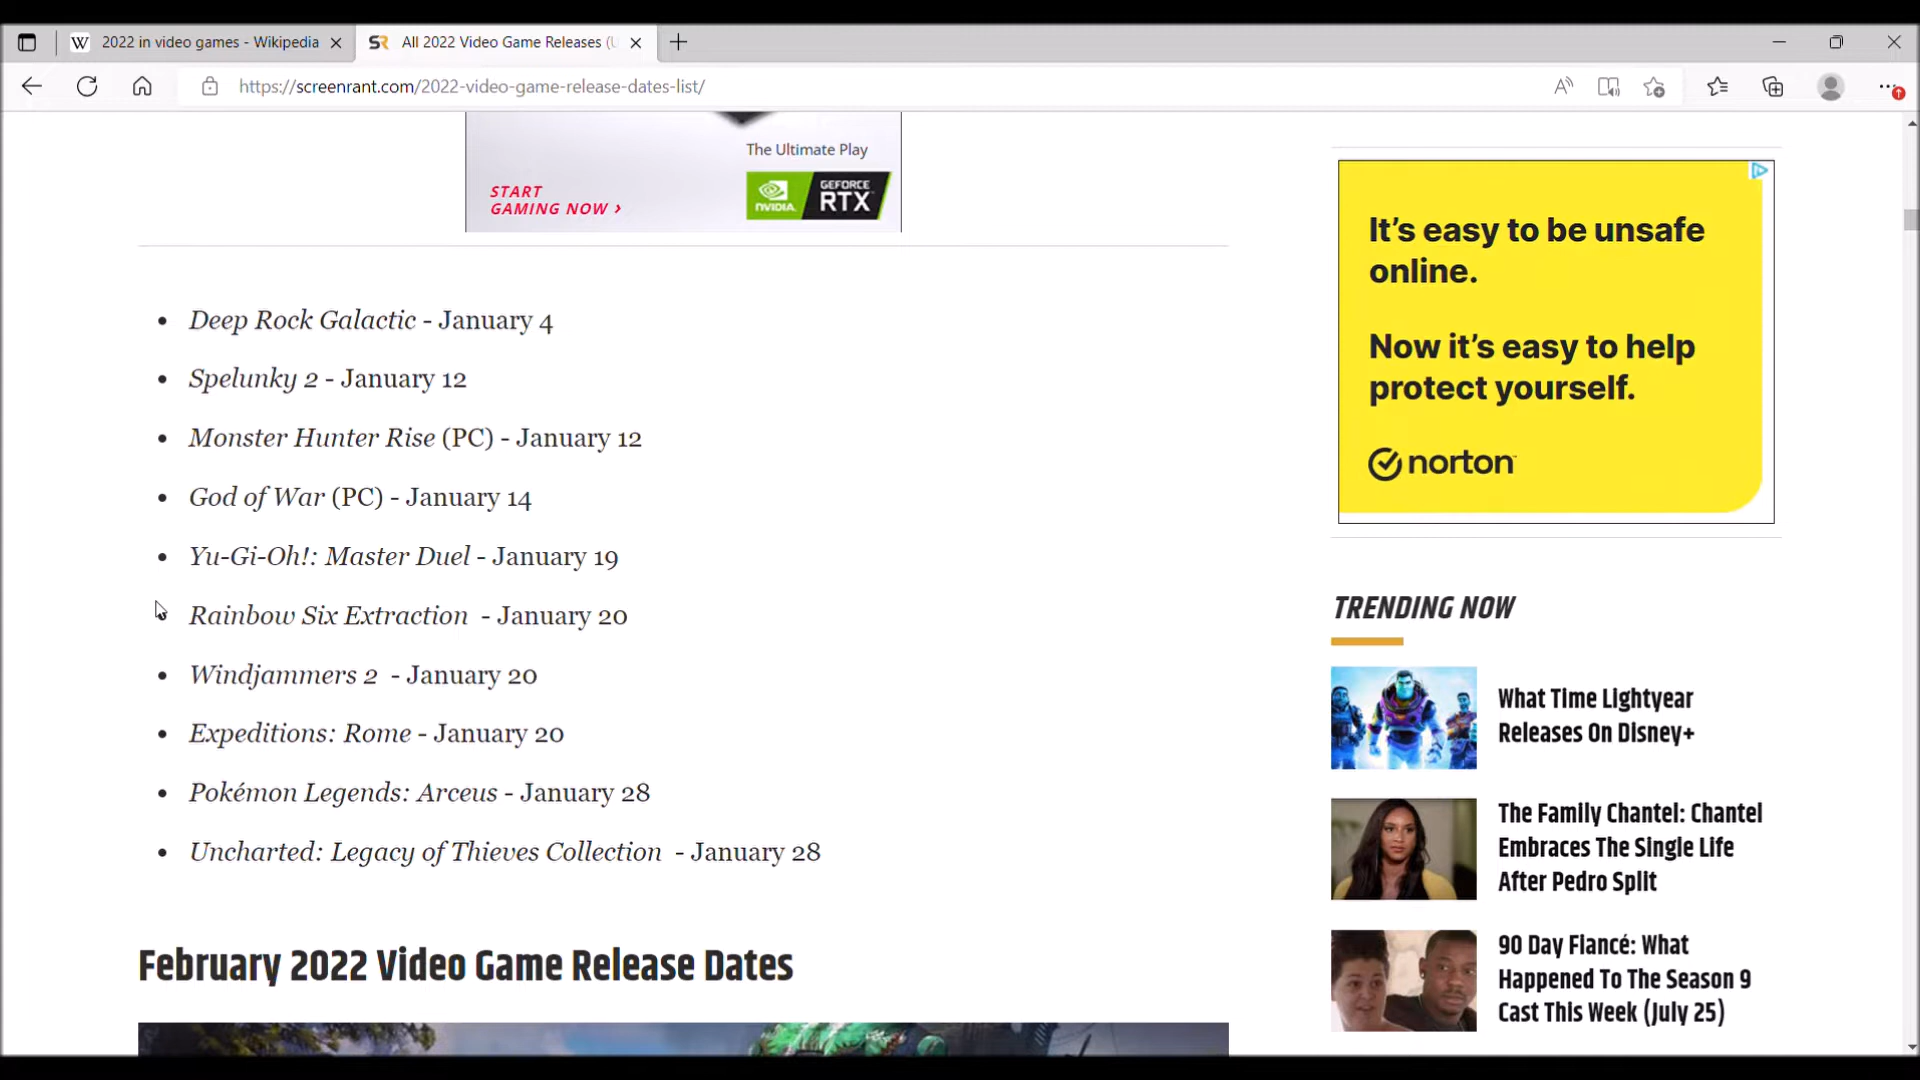 2022 in video games - Wikipedia
All 2022 Video Game Releases (U
https://screenrant.com/2022-video-game-release-dates-list/
The Ultimate Play
START
GAMING NOW ›
NVIDIA.
GEFORCE
RTX
• Deep Rock Galactic - January 4
• Spelunky 2 - January 12
• Monster Hunter Rise (PC) - January 12
• God of War (PC) - January 14
• Yu-Gi-Oh!: Master Duel - January 19
• Rainbow Six Extraction - January 20
• Windjammers 2 - January 20
• Expeditions: Rome - January 20
• Pokémon Legends: Arceus - January 28
• Uncharted: Legacy of Thieves Collection - January 28
February 2022 Video Game Release Dates
It's easy to be unsafe
online.
Now it's easy to help
protect yourself.
norton
TRENDING NOW
What Time Lightyear
Releases On Disney+
The Family Chantel: Chantel
Embraces The Single Life
After Pedro Split
90 Day Fiancé: What
Happened To The Season 9
Cast This Week (July 25)